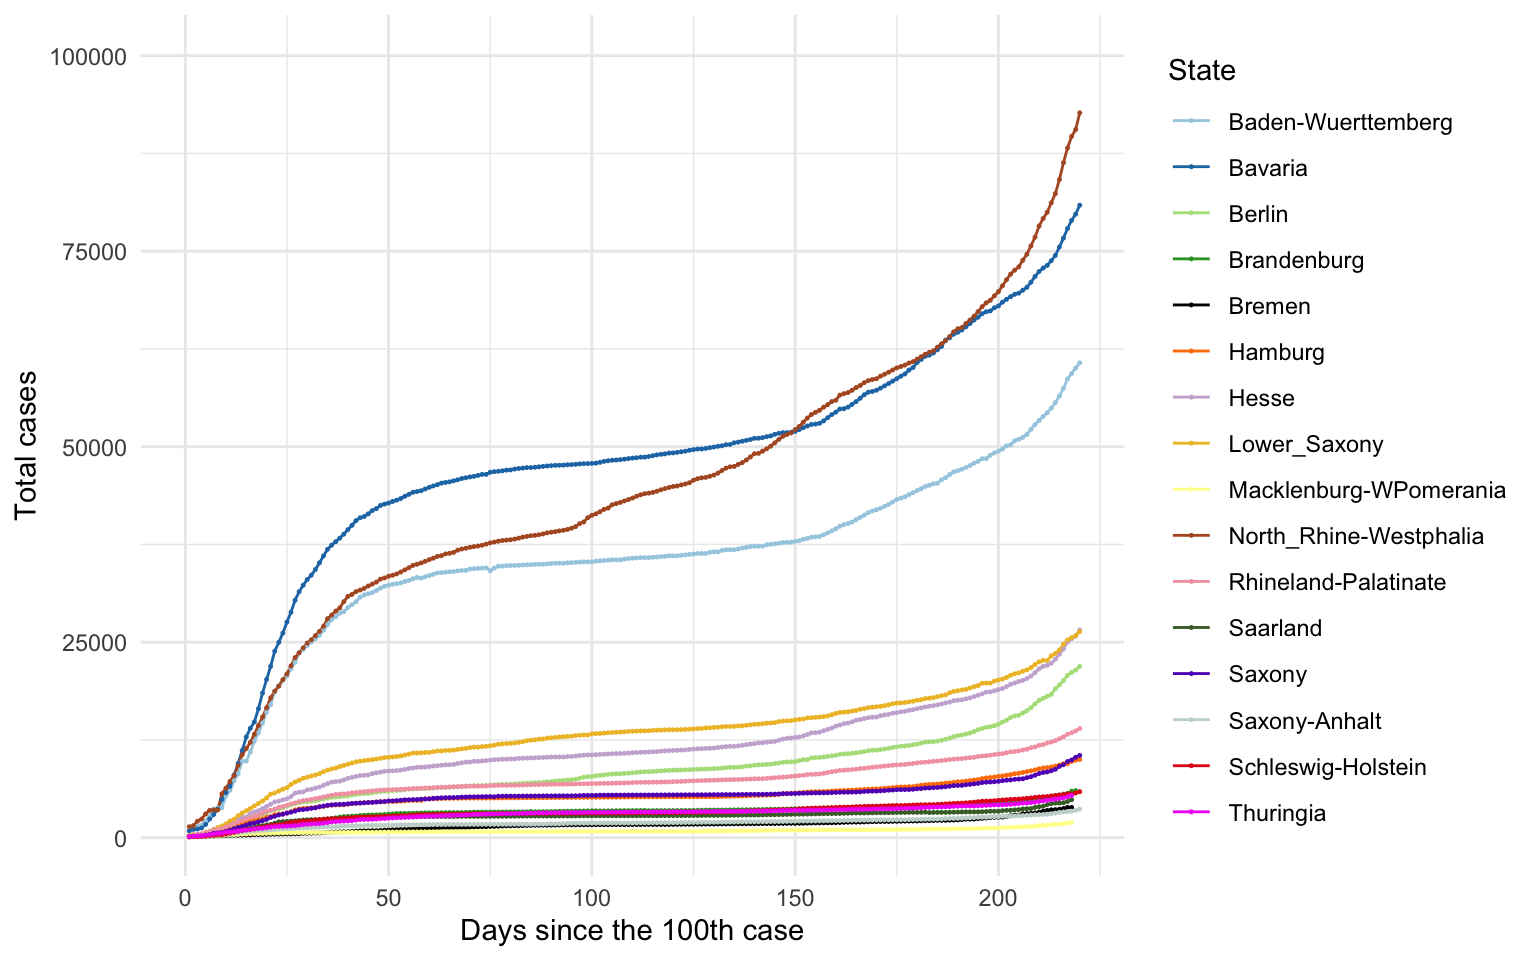 100000
75000
50000
25000
0
Total cases
0 50 100 150 200
Days since the 100th case
State
Baden-Wuerttemberg
Bavaria
Berlin
Brandenburg
Bremen
Hamburg
Hesse
Lower_Saxony
Macklenburg-WPomerania
North_Rhine-Westphalia
Rhineland-Palatinate
Saarland
Saxony
Saxony-Anhalt
Schleswig-Holstein
Thuringia